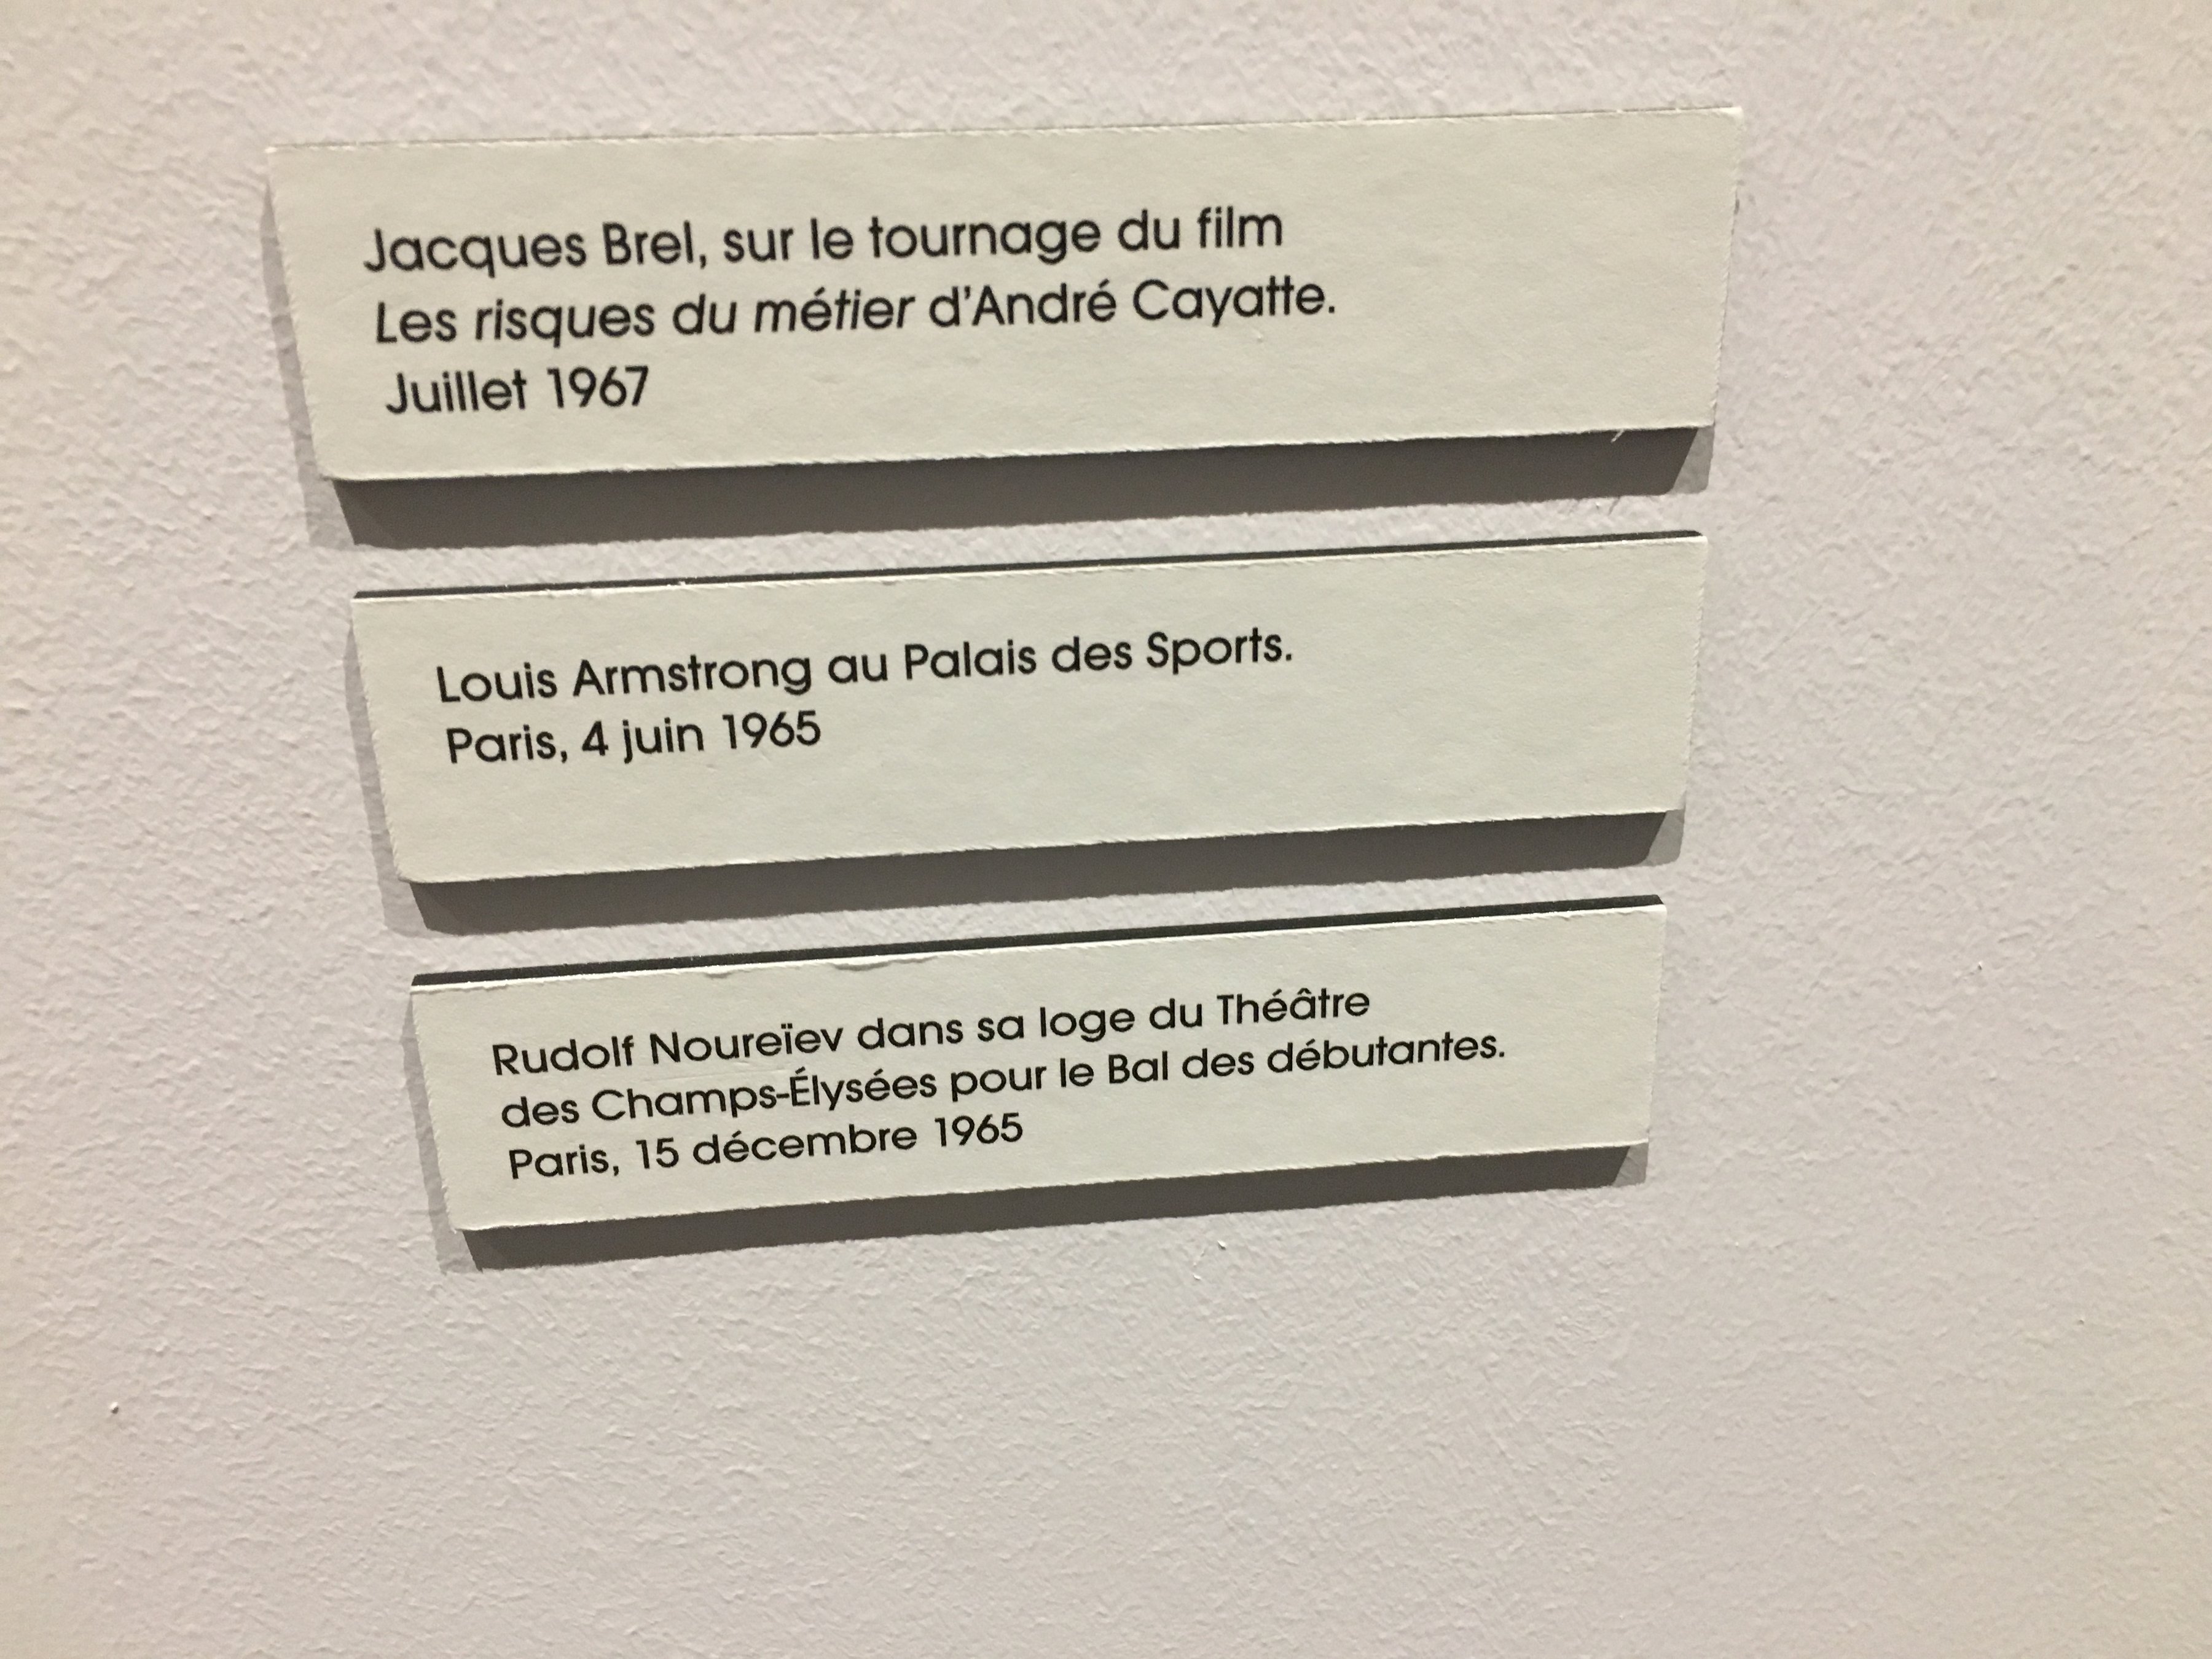 Jacques Brel, sur le tournage du film
Les risques du métier d'André Cayatte.
Juillet 1967
Louis Armstrong au Palais des Sports.
Paris, 4 juin 1965
Rudolf Noureïev dans sa loge du Théâtre
des Champs-Élysées pour le Bal des débutantes.
Paris, 15 décembre 1965